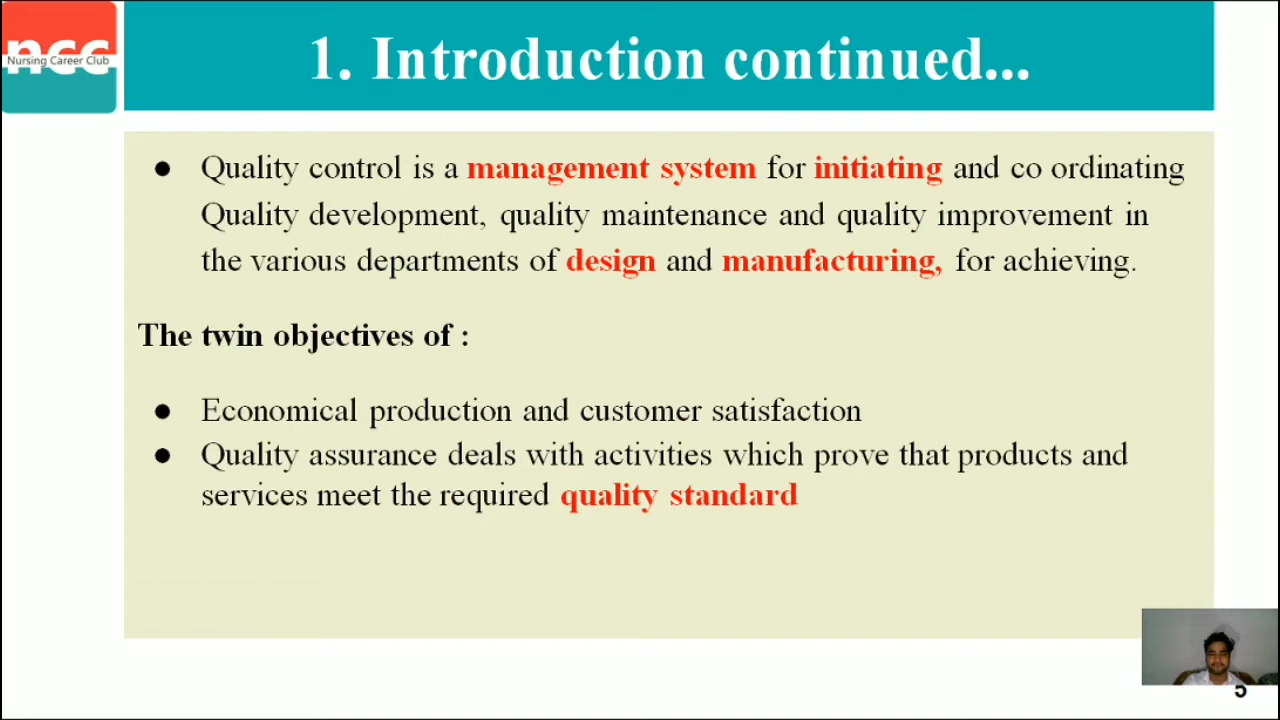 ncc
Nursing Career Club
1. Introduction continued...
● Quality control is a management system for initiating and co ordinating
Quality development, quality maintenance and quality improvement in
the various departments of design and manufacturing, for achieving.
The twin objectives of :
● Economical production and customer satisfaction
● Quality assurance deals with activities which prove that products and
services meet the required quality standard
5